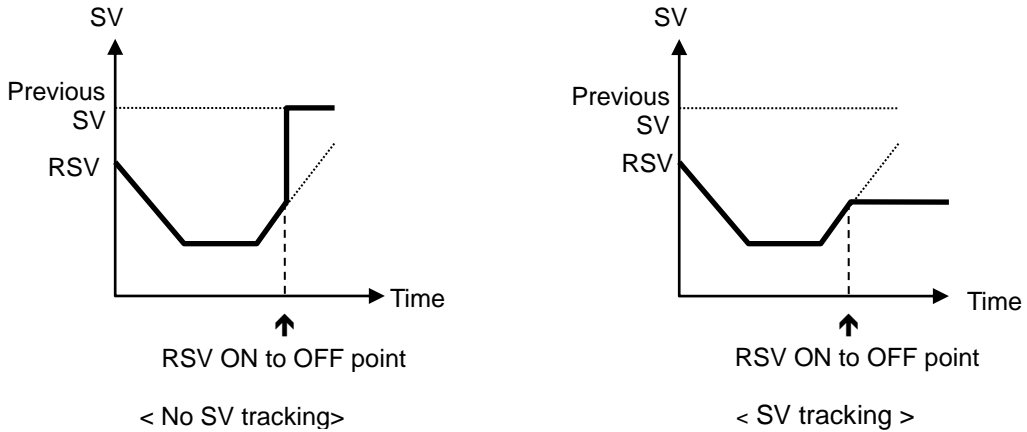 SV
Previous
SV
RSV
Time
RSV ON to OFF point
< No SV tracking>
SV
Previous
SV
RSV
Time
RSV ON to OFF point
< SV tracking >